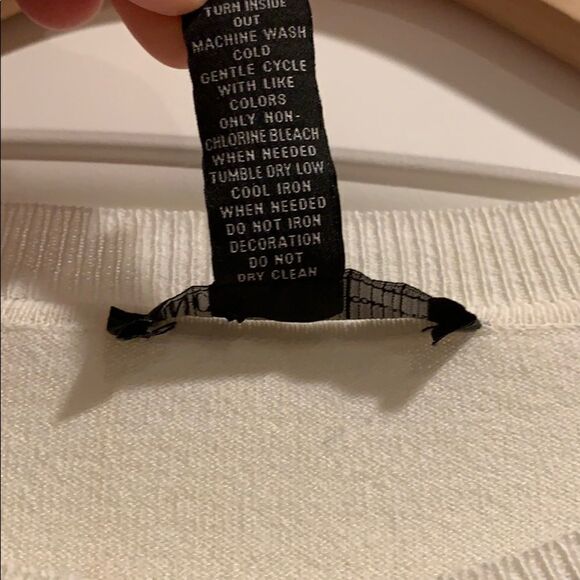 TURN INSIDE
OUT
MACHINE WASH
COLD
GENTLE CYCLE
WITH LIKE
COLORS
ONLY NON-
CHLORINE BLEACH
WHEN NEEDED
TUMBLE DRY LOW
COOL IRON
WHEN NEEDED
DO NOT IRON
DECORATION
DO NOT
DRY CLEAN